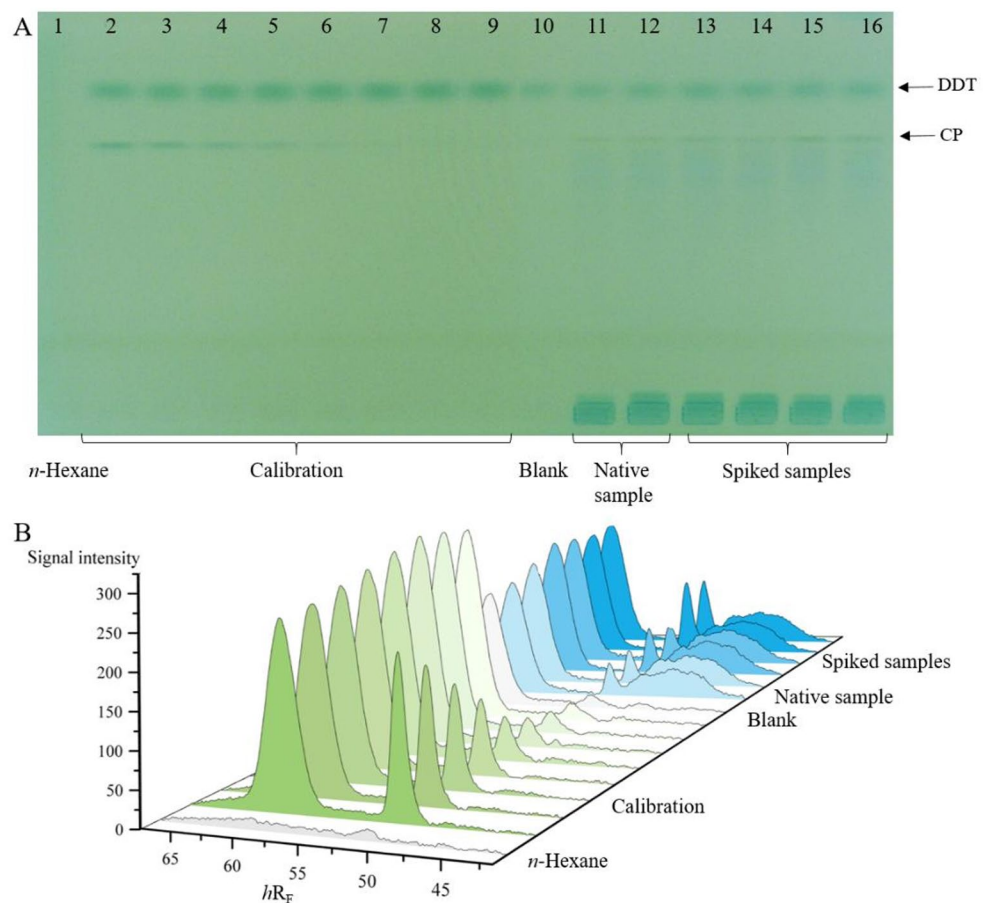 A 1 2 3 4 5 6 7 8 9 10 11 12 13 14 15 16
DDT
CP
n-Hexane Calibration Blank Native sample Spiked samples
B
Signal intensity
300
250
200
150
100
50
0
65 60 55 50 45
hRF
Spiked samples
Native sample
Blank
Calibration
n-Hexane